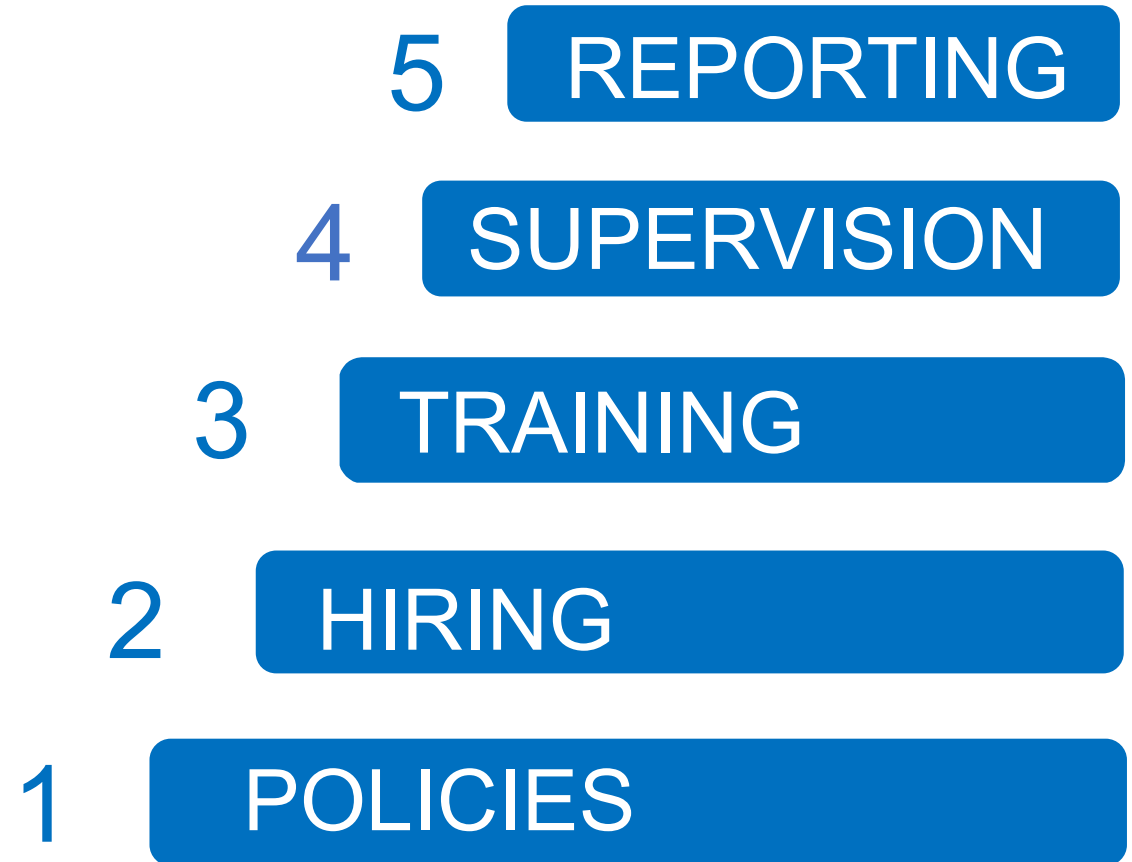 5 REPORTING
4 SUPERVISION
3 TRAINING
2 HIRING
1 POLICIES